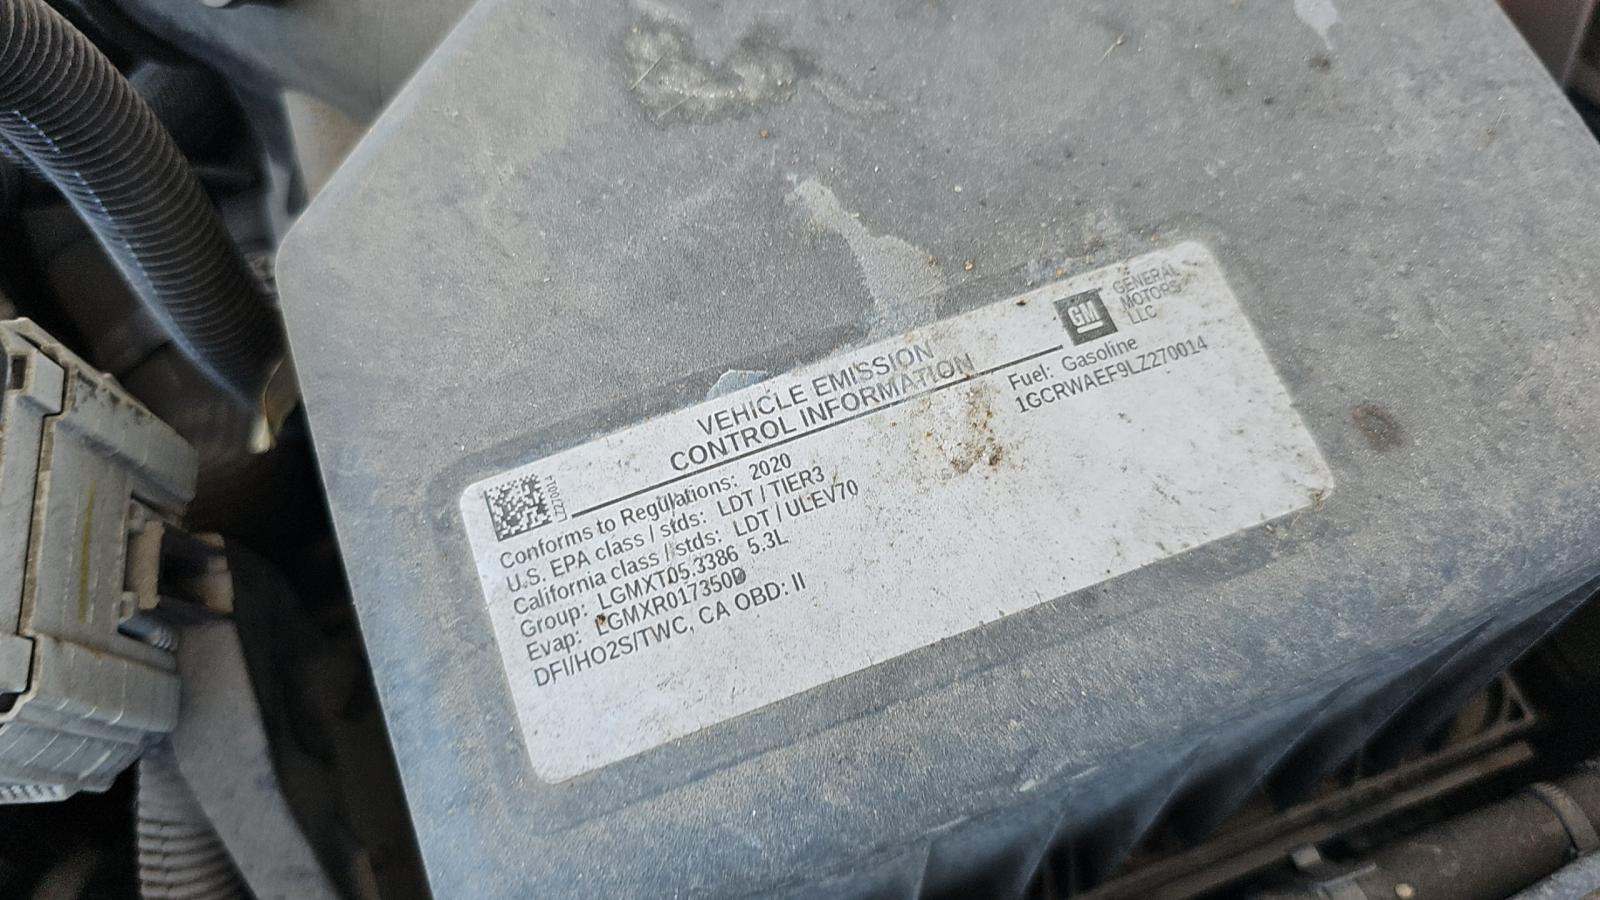 GM GENERAL
MOTORS
LLC
VEHICLE EMISSION
CONTROL INFORMATION
Fuel: Gasoline
1GCRWAEF9LZ270014
LZ270014
Conforms to Regulations: 2020
U.S. EPA class / stds: LDT / TIER3
California class / stds: LDT / ULEV70
Group: LGMXT05.3386 5.3L
Evap: LGMXR0173500
DFI/HO2S/TWC, CA OBD: II